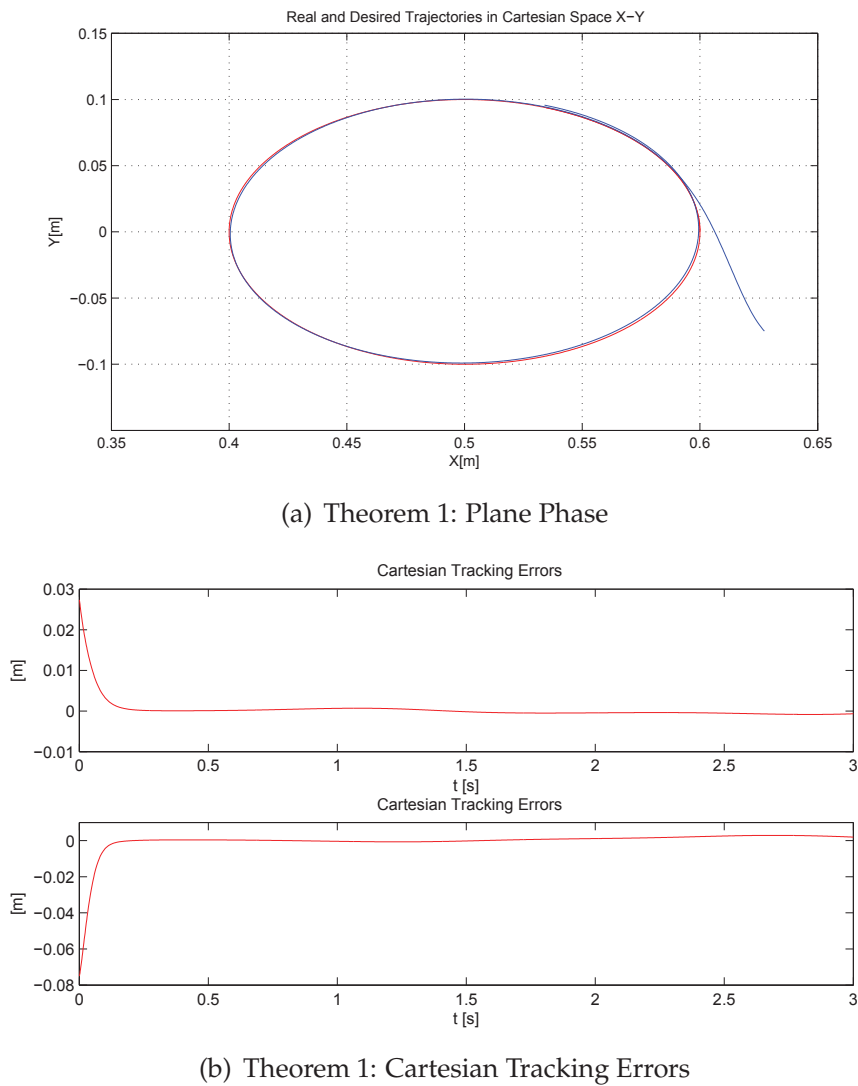 Real and Desired Trajectories in Cartesian Space X−Y
0.15
0.1
0.05
0
−0.05
−0.1
Y[m]
0.35 0.4 0.45 0.5 0.55 0.6 0.65
X[m]
(a) Theorem 1: Plane Phase
Cartesian Tracking Errors
0.03
0.02
0.01
0
−0.01
[m]
0 0.5 1 1.5 2 2.5 3
t [s]
Cartesian Tracking Errors
0
−0.02
−0.04
−0.06
−0.08
[m]
0 0.5 1 1.5 2 2.5 3
t [s]
(b) Theorem 1: Cartesian Tracking Errors